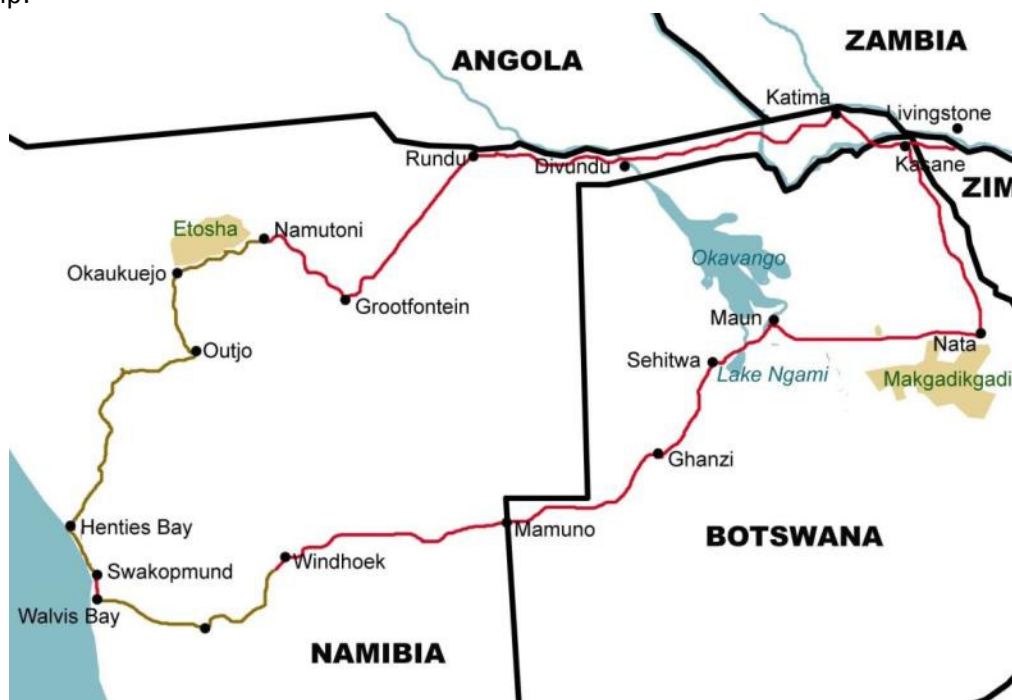 ip.
ANGOLA
ZAMBIA
Katima
Livingstone
Rundu
Divundu
Kasane
ZIM
Etosha
Namutoni
Okavango
Okaukuejo
Grootfontein
Maun
Nata
Outjo
Sehitwa
Lake Ngami
Makgadikgadi
Ghanzi
Henties Bay
Mamuno
BOTSWANA
Windhoek
Swakopmund
Walvis Bay
NAMIBIA